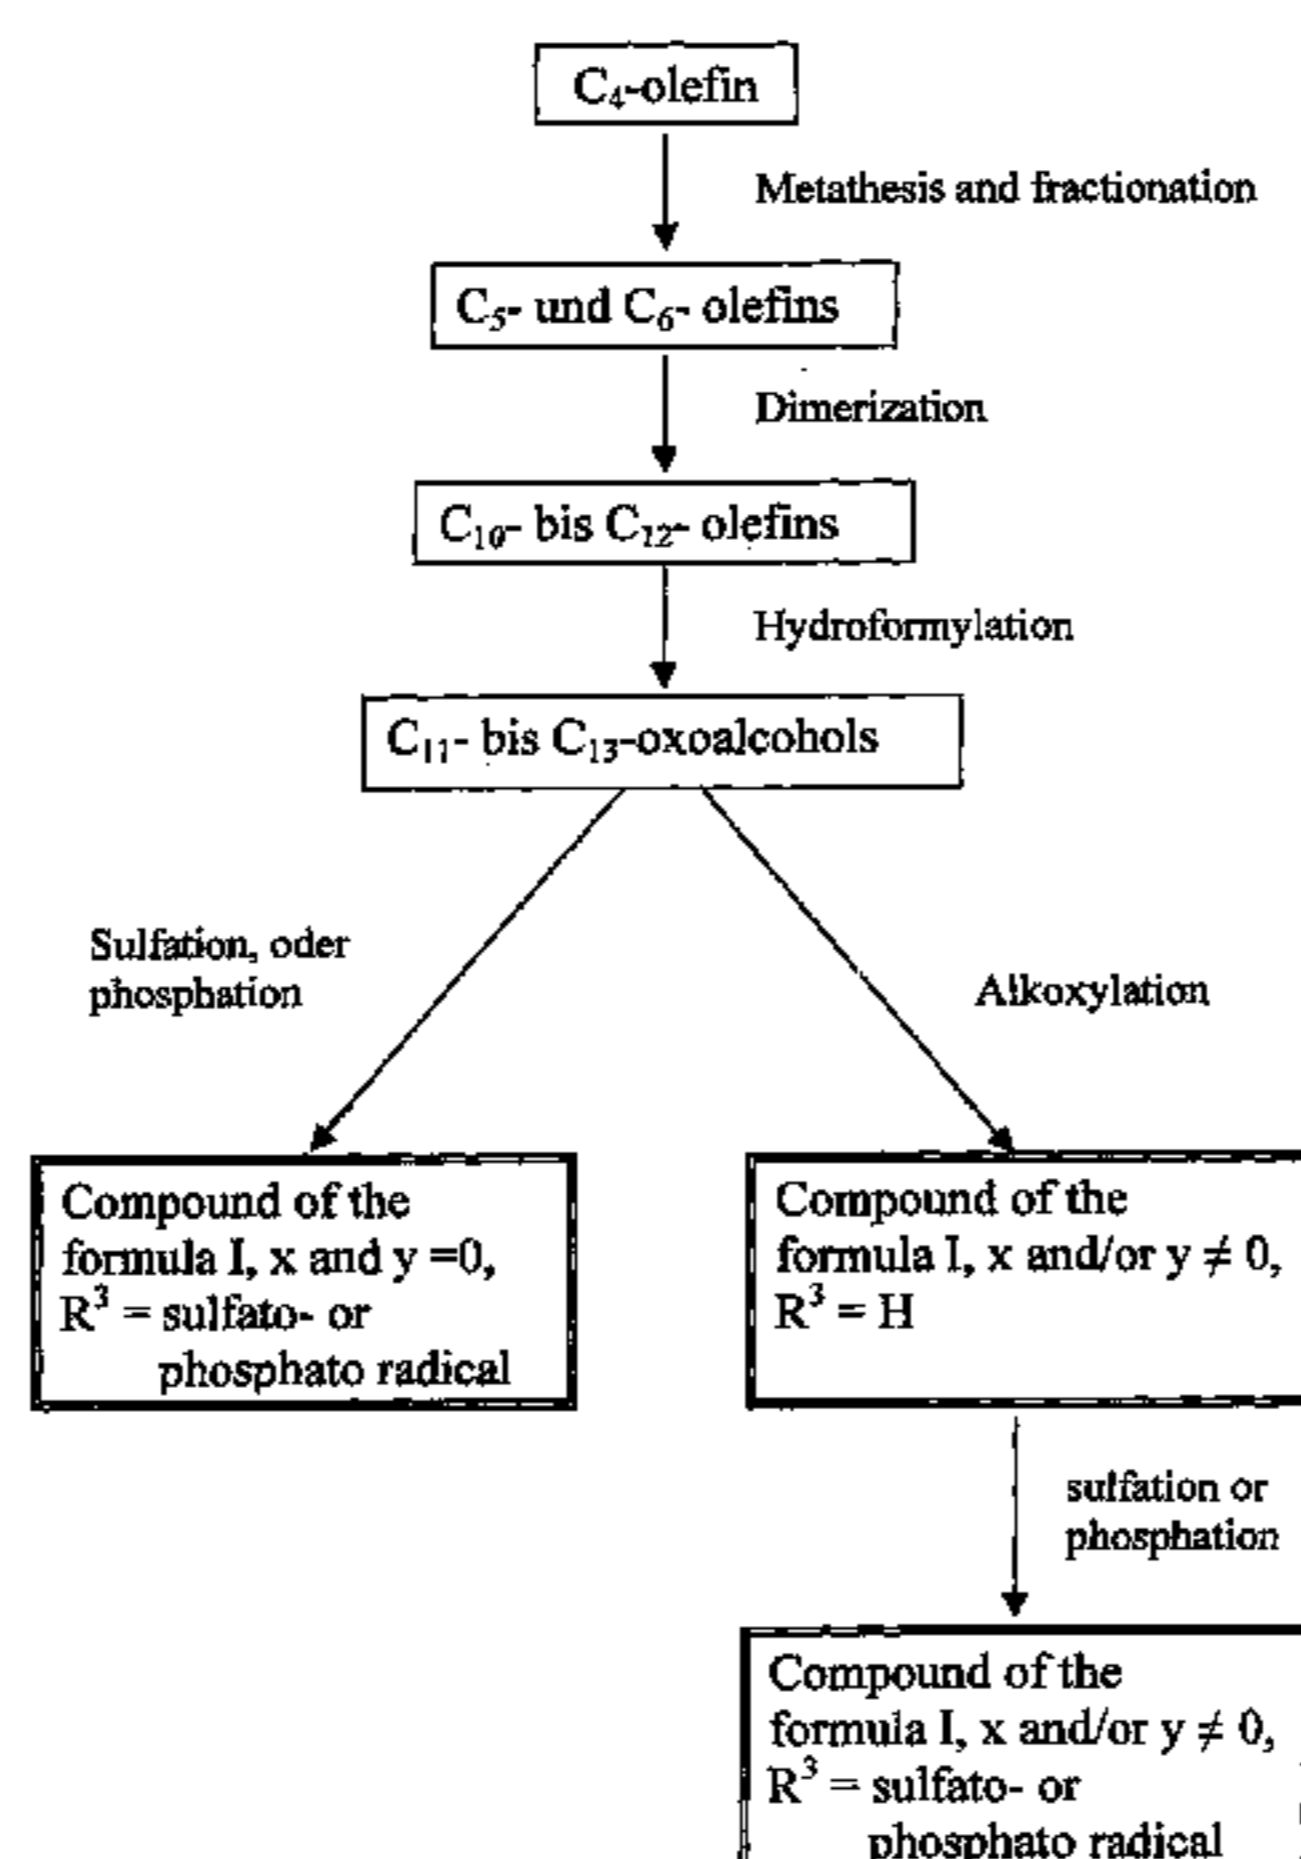 C₄-olefin
Metathesis and fractionation
C₅- und C₆- olefins
Dimerization
C₁₀- bis C₁₂- olefins
Hydroformylation
C₁₁- bis C₁₃-oxoalcohols
Sulfation, oder
phosphation
Alkoxylation
Compound of the
formula I, x and y =0,
R³ = sulfato- or
phosphato radical
Compound of the
formula I, x and/or y ≠ 0,
R³ = H
sulfation or
phosphation
Compound of the
formula I, x and/or y ≠ 0,
R³ = sulfato- or
phosphato radical